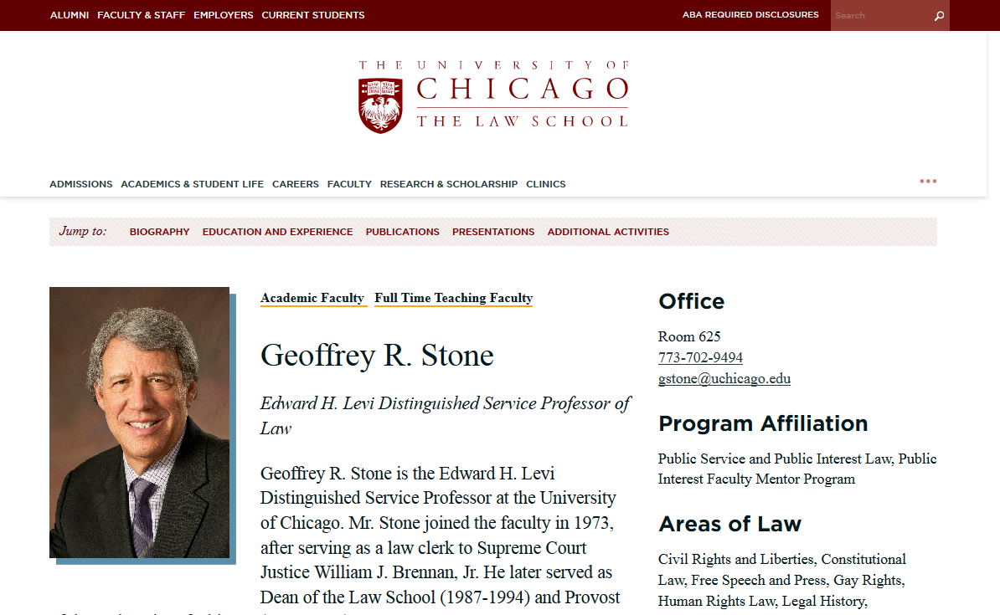 ALUMNI FACULTY & STAFF EMPLOYERS CURRENT STUDENTS
ABA REQUIRED DISCLOSURES
Search
THE UNIVERSITY OF
CHICAGO
THE LAW SCHOOL
ADMISSIONS ACADEMICS & STUDENT LIFE CAREERS FACULTY RESEARCH & SCHOLARSHIP CLINICS
Jump to: BIOGRAPHY EDUCATION AND EXPERIENCE PUBLICATIONS PRESENTATIONS ADDITIONAL ACTIVITIES
Academic Faculty Full Time Teaching Faculty
Geoffrey R. Stone
Edward H. Levi Distinguished Service Professor of
Law
Geoffrey R. Stone is the Edward H. Levi
Distinguished Service Professor at the University
of Chicago. Mr. Stone joined the faculty in 1973,
after serving as a law clerk to Supreme Court
Justice William J. Brennan, Jr. He later served as
Dean of the Law School (1987-1994) and Provost
Office
Room 625
773-702-9494
gstone@uchicago.edu
Program Affiliation
Public Service and Public Interest Law, Public
Interest Faculty Mentor Program
Areas of Law
Civil Rights and Liberties, Constitutional
Law, Free Speech and Press, Gay Rights,
Human Rights Law, Legal History,